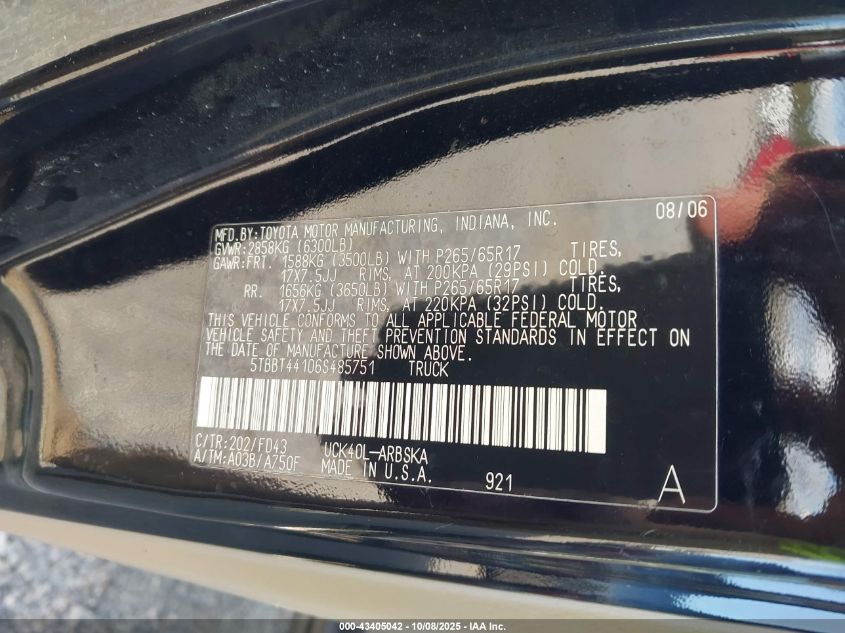 MFD.BY:TOYOTA MOTOR MANUFACTURING, INDIANA, INC. 08/06
GVWR:2858KG (6300LB)
GAWR:FRT. 1588KG (3500LB) WITH P265/65R17 TIRES,
17X7.5JJ RIMS, AT 200KPA (29PSI) COLD.
RR. 1656KG (3650LB) WITH P265/65R17 TIRES,
17X7.5JJ RIMS, AT 220KPA (32PSI) COLD.
THIS VEHICLE CONFORMS TO ALL APPLICABLE FEDERAL MOTOR
VEHICLE SAFETY AND THEFT PREVENTION STANDARDS IN EFFECT ON
THE DATE OF MANUFACTURE SHOWN ABOVE.
5TBBT44106S485751 TRUCK
C/TR:202/FD43 UCK40L-ARBSKA
A/TM:A03B/A750F MADE IN U.S.A. 921 A
000-43405042 - 10/08/2025 - IAA Inc.